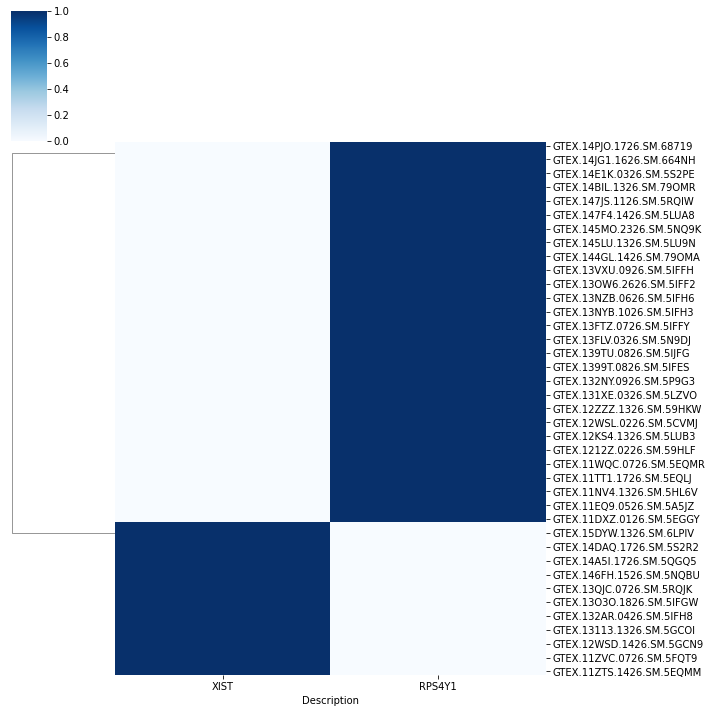 1.0
0.8
0.6
0.4
0.2
0.0
GTEX.14PJO.1726.SM.68719
GTEX.14JG1.1626.SM.664NH
GTEX.14E1K.0326.SM.5S2PE
GTEX.14BIL.1326.SM.79OMR
GTEX.147JS.1126.SM.5RQIW
GTEX.147F4.1426.SM.5LUA8
GTEX.145MO.2326.SM.5NQ9K
GTEX.145LU.1326.SM.5LU9N
GTEX.144GL.1426.SM.79OMA
GTEX.13VXU.0926.SM.5IFFH
GTEX.13OW6.2626.SM.5IFF2
GTEX.13NZB.0626.SM.5IFH6
GTEX.13NYB.1026.SM.5IFH3
GTEX.13FTZ.0726.SM.5IFFY
GTEX.13FLV.0326.SM.5N9DJ
GTEX.139TU.0826.SM.5IJFG
GTEX.1399T.0826.SM.5IFES
GTEX.132NY.0926.SM.5P9G3
GTEX.131XE.0326.SM.5LZVO
GTEX.12ZZZ.1326.SM.59HKW
GTEX.12WSL.0226.SM.5CVMJ
GTEX.12KS4.1326.SM.5LUB3
GTEX.1212Z.0226.SM.59HLF
GTEX.11WQC.0726.SM.5EQMR
GTEX.11TT1.1726.SM.5EQLJ
GTEX.11NV4.1326.SM.5HL6V
GTEX.11EQ9.0526.SM.5A5JZ
GTEX.11DXZ.0126.SM.5EGGY
GTEX.15DYW.1326.SM.6LPIV
GTEX.14DAQ.1726.SM.5S2R2
GTEX.14A5I.1726.SM.5QGQ5
GTEX.146FH.1526.SM.5NQBU
GTEX.13QJC.0726.SM.5RQJK
GTEX.13O3O.1826.SM.5IFGW
GTEX.132AR.0426.SM.5IFH8
GTEX.13113.1326.SM.5GCOI
GTEX.12WSD.1426.SM.5GCN9
GTEX.11ZVC.0726.SM.5FQT9
GTEX.11ZTS.1426.SM.5EQMM
XIST RPS4Y1
Description